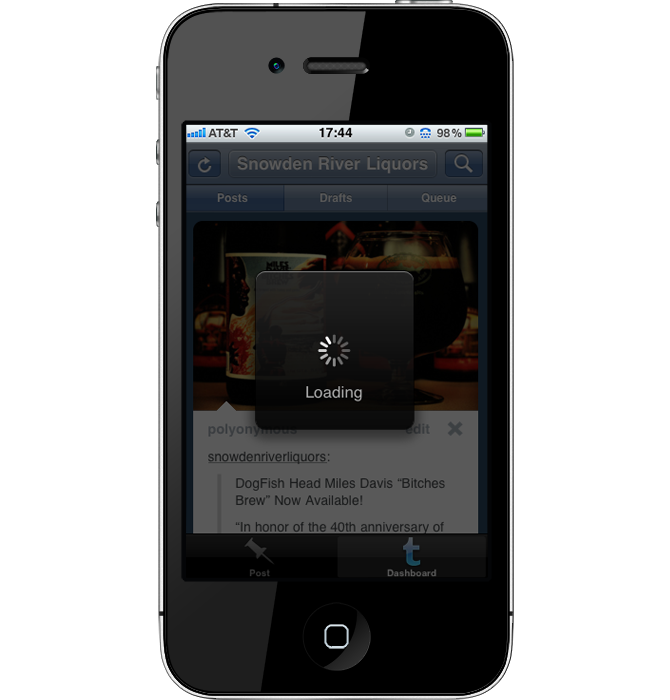 AT&T 17:44 98%
Snowden River Liquors
Posts Drafts Queue
MILES
Loading
polyonymous edit
snowdenriverliquors:
DogFish Head Miles Davis “Bitches
Brew” Now Available!
“In honor of the 40th anniversary of
Post Dashboard